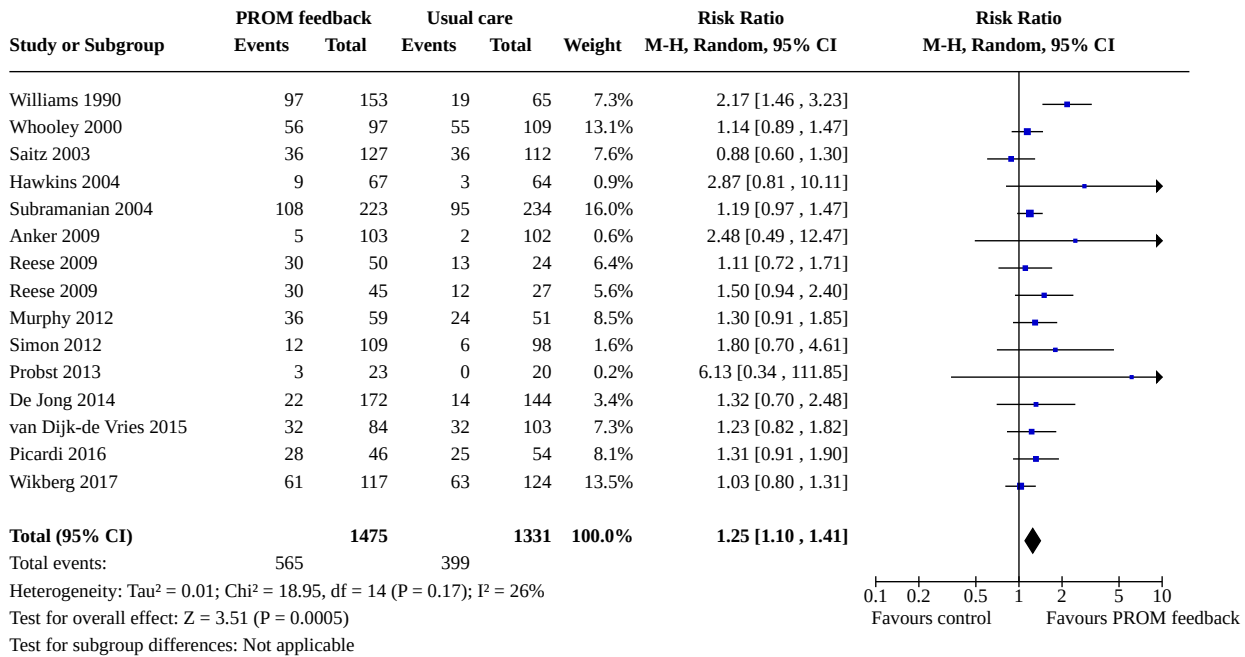 PROM feedback Usual care Risk Ratio Risk Ratio
Study or Subgroup Events Total Events Total Weight M-H, Random, 95% CI M-H, Random, 95% CI
Williams 1990 97 153 19 65 7.3% 2.17 [1.46 , 3.23]
Whooley 2000 56 97 55 109 13.1% 1.14 [0.89 , 1.47]
Saitz 2003 36 127 36 112 7.6% 0.88 [0.60 , 1.30]
Hawkins 2004 9 67 3 64 0.9% 2.87 [0.81 , 10.11]
Subramanian 2004 108 223 95 234 16.0% 1.19 [0.97 , 1.47]
Anker 2009 5 103 2 102 0.6% 2.48 [0.49 , 12.47]
Reese 2009 30 50 13 24 6.4% 1.11 [0.72 , 1.71]
Reese 2009 30 45 12 27 5.6% 1.50 [0.94 , 2.40]
Murphy 2012 36 59 24 51 8.5% 1.30 [0.91 , 1.85]
Simon 2012 12 109 6 98 1.6% 1.80 [0.70 , 4.61]
Probst 2013 3 23 0 20 0.2% 6.13 [0.34 , 111.85]
De Jong 2014 22 172 14 144 3.4% 1.32 [0.70 , 2.48]
van Dijk-de Vries 2015 32 84 32 103 7.3% 1.23 [0.82 , 1.82]
Picardi 2016 28 46 25 54 8.1% 1.31 [0.91 , 1.90]
Wikberg 2017 61 117 63 124 13.5% 1.03 [0.80 , 1.31]
Total (95% CI) 1475 1331 100.0% 1.25 [1.10 , 1.41]
Total events: 565 399
Heterogeneity: Tau² = 0.01; Chi² = 18.95, df = 14 (P = 0.17); I² = 26%
0.1 0.2 0.5 1 2 5 10
Test for overall effect: Z = 3.51 (P = 0.0005) Favours control Favours PROM feedback
Test for subgroup differences: Not applicable